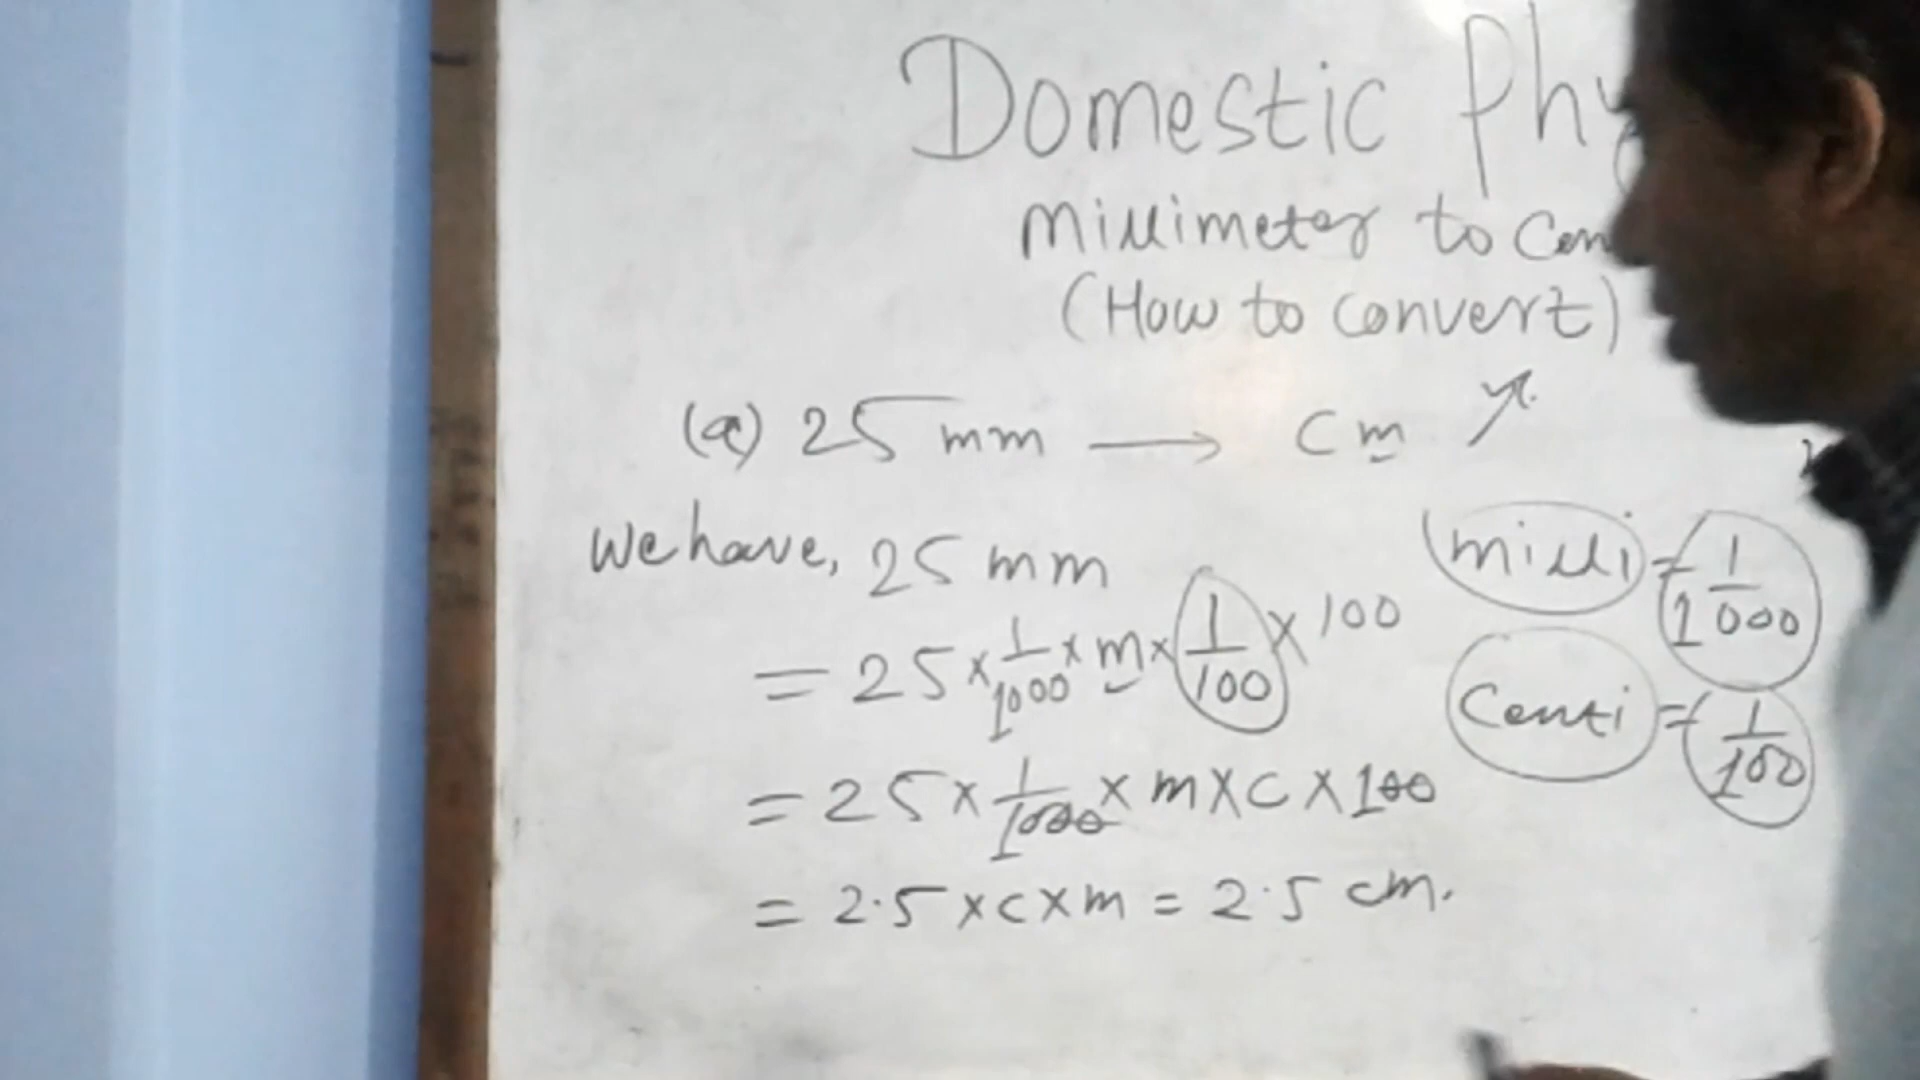 Domestic Phy
Millimeter to Cen
(How to convert)
(a) 25 mm → cm
We have, 25 mm
= 25 × 1/1000 × m × 1/100 × 100
= 25 × 1/1000 × m × c × 100
= 2.5 × c × m = 2.5 cm.
Milli = 1/1000
Centi = 1/100